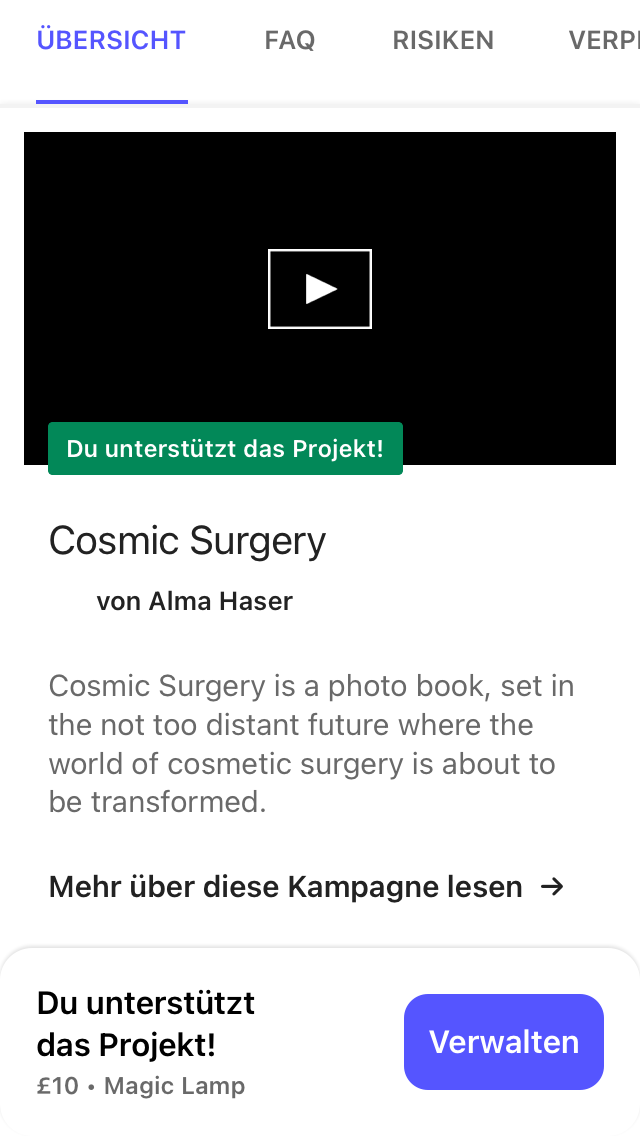 ÜBERSICHT FAQ RISIKEN VERP
Du unterstützt das Projekt!
Cosmic Surgery
von Alma Haser
Cosmic Surgery is a photo book, set in
the not too distant future where the
world of cosmetic surgery is about to
be transformed.
Mehr über diese Kampagne lesen →
Du unterstützt
das Projekt!
£10 • Magic Lamp
Verwalten